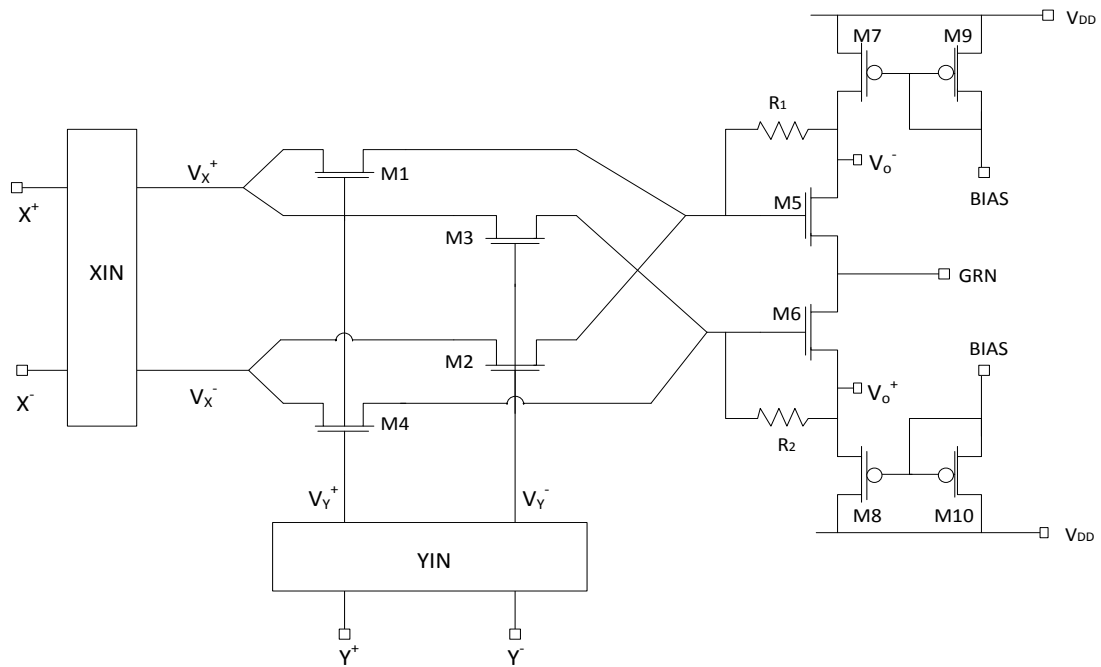 M7
M9
VDD
R1
VX+
M1
Vo-
BIAS
X+
M5
M3
XIN
GRN
M6
M2
BIAS
X-
VX-
Vo+
M4
R2
VY+
VY-
M8
M10
VDD
YIN
Y+
Y-